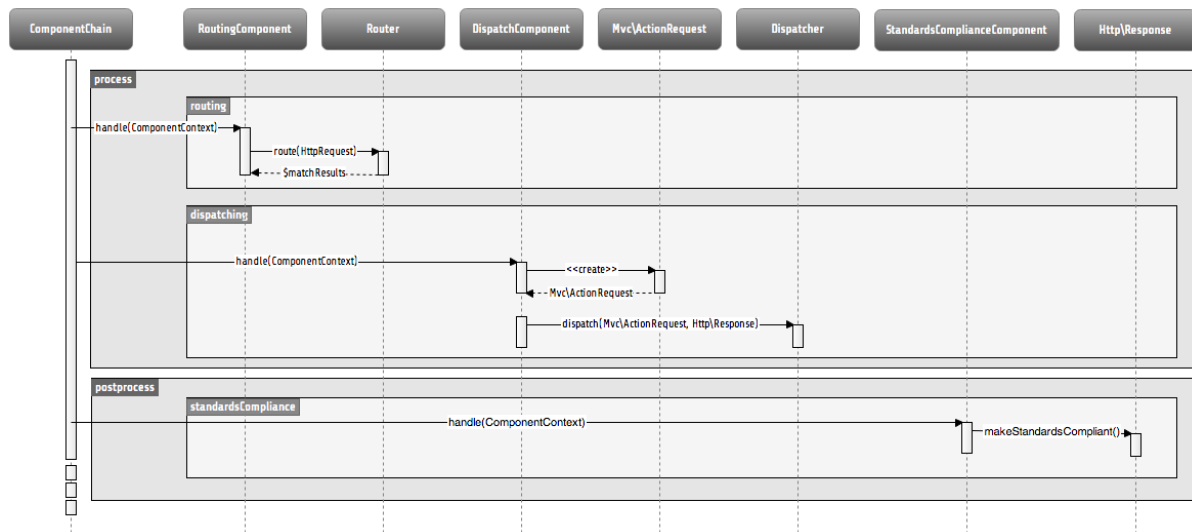 ComponentChain
RoutingComponent
Router
DispatchComponent
Mvc\ActionRequest
Dispatcher
StandardsComplianceComponent
Http\Response
process
routing
handle(ComponentContext)
route(HttpRequest)
$matchResults
dispatching
handle(ComponentContext)
<<create>>
Mvc\ActionRequest
dispatch(Mvc\ActionRequest, Http\Response)
postprocess
standardsCompliance
handle(ComponentContext)
makeStandardsCompliant()